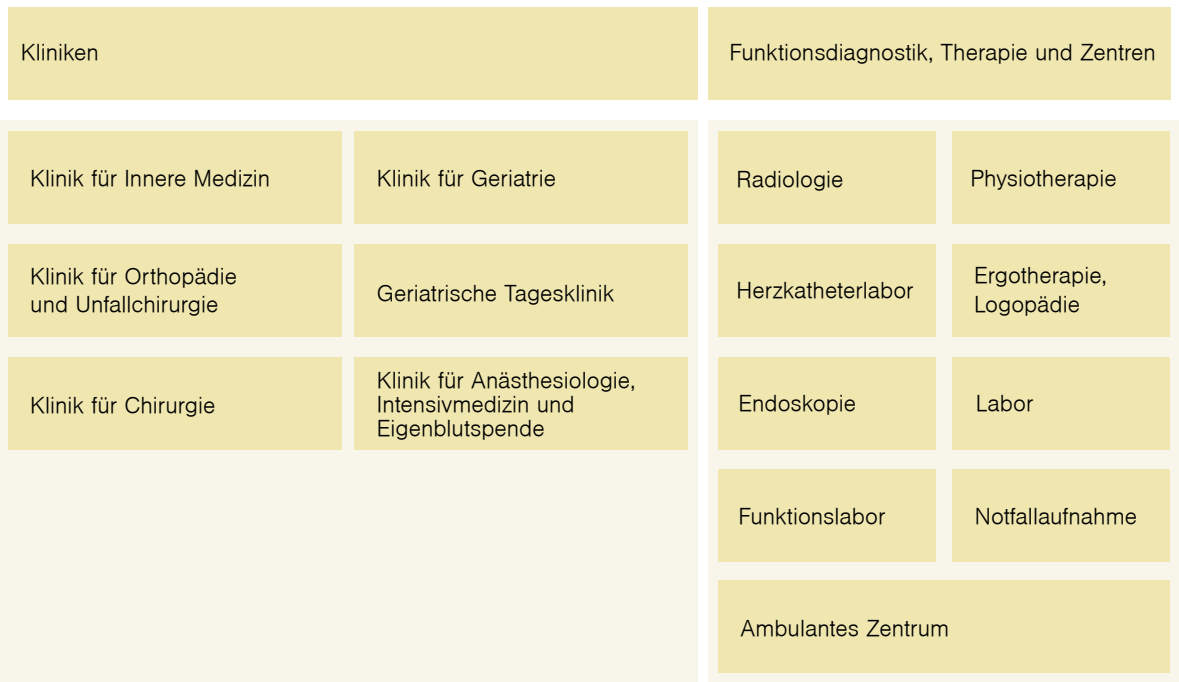 Kliniken
Funktionsdiagnostik, Therapie und Zentren
Klinik für Innere Medizin
Klinik für Geriatrie
Klinik für Orthopädie
und Unfallchirurgie
Geriatrische Tagesklinik
Klinik für Chirurgie
Klinik für Anästhesiologie,
Intensivmedizin und
Eigenblutspende
Radiologie
Physiotherapie
Herzkatheterlabor
Ergotherapie,
Logopädie
Endoskopie
Labor
Funktionslabor
Notfallaufnahme
Ambulantes Zentrum